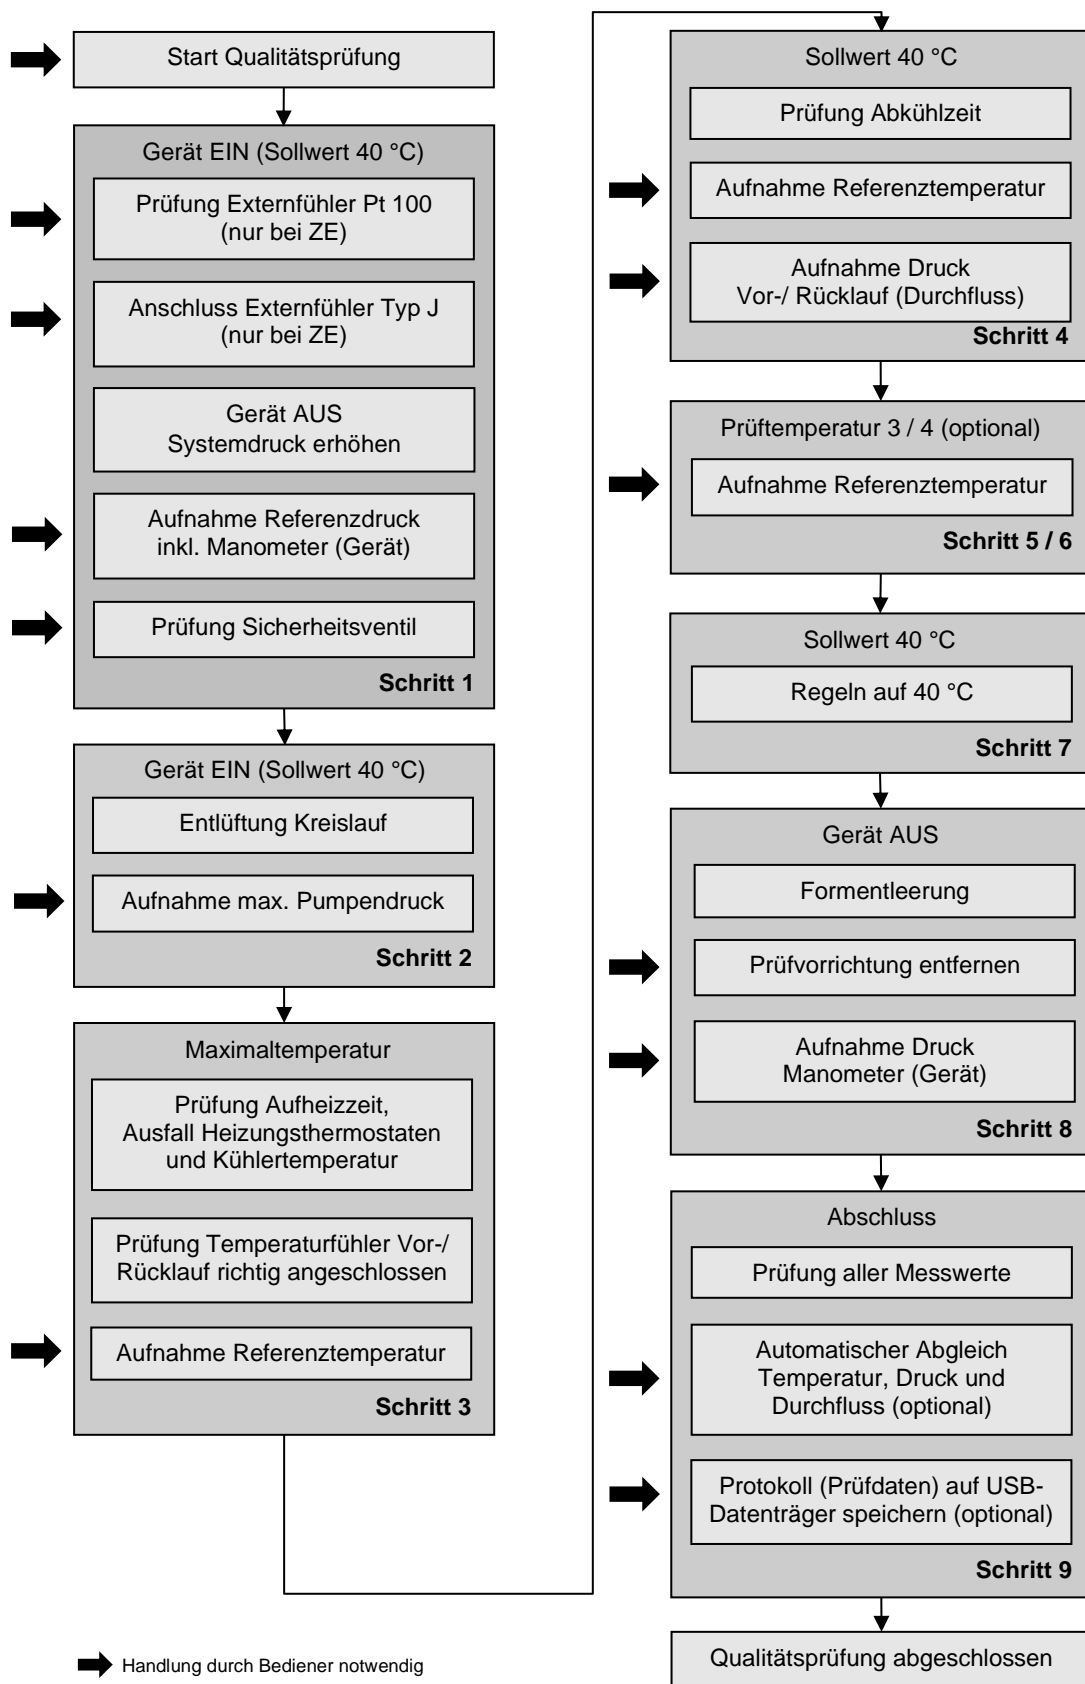 Start Qualitätsprüfung
Gerät EIN (Sollwert 40 °C)
Prüfung Externfühler Pt 100
(nur bei ZE)
Anschluss Externfühler Typ J
(nur bei ZE)
Gerät AUS
Systemdruck erhöhen
Aufnahme Referenzdruck
inkl. Manometer (Gerät)
Prüfung Sicherheitsventil
Schritt 1
Gerät EIN (Sollwert 40 °C)
Entlüftung Kreislauf
Aufnahme max. Pumpendruck
Schritt 2
Maximaltemperatur
Prüfung Aufheizzeit,
Ausfall Heizungsthermostaten
und Kühlertemperatur
Prüfung Temperaturfühler Vor-/
Rücklauf richtig angeschlossen
Aufnahme Referenztemperatur
Schritt 3
Sollwert 40 °C
Prüfung Abkühlzeit
Aufnahme Referenztemperatur
Aufnahme Druck
Vor-/ Rücklauf (Durchfluss)
Schritt 4
Prüftemperatur 3 / 4 (optional)
Aufnahme Referenztemperatur
Schritt 5 / 6
Sollwert 40 °C
Regeln auf 40 °C
Schritt 7
Gerät AUS
Formentleerung
Prüfvorrichtung entfernen
Aufnahme Druck
Manometer (Gerät)
Schritt 8
Abschluss
Prüfung aller Messwerte
Automatischer Abgleich
Temperatur, Druck und
Durchfluss (optional)
Protokoll (Prüfdaten) auf USB-
Datenträger speichern (optional)
Schritt 9
Qualitätsprüfung abgeschlossen
Handlung durch Bediener notwendig